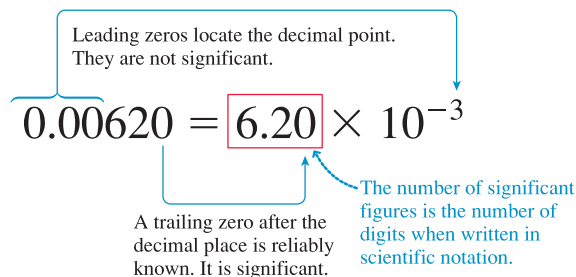 Leading zeros locate the decimal point.
They are not significant.
0.00620 = 6.20 × 10⁻³
A trailing zero after the
decimal place is reliably
known. It is significant.
The number of significant
figures is the number of
digits when written in
scientific notation.